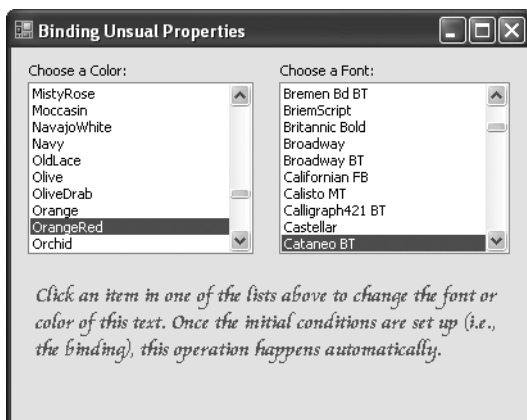 Binding Unsual Properties
Choose a Color:
Choose a Font:
MistyRose
Moccasin
NavajoWhite
Navy
OldLace
Olive
OliveDrab
Orange
OrangeRed
Orchid
Bremen Bd BT
BriemScript
Britannic Bold
Broadway
Broadway BT
Californian FB
Calisto MT
Calligraph421 BT
Castellar
Cataneo BT
Click an item in one of the lists above to change the font or
color of this text. Once the initial conditions are set up (i.e.,
the binding), this operation happens automatically.